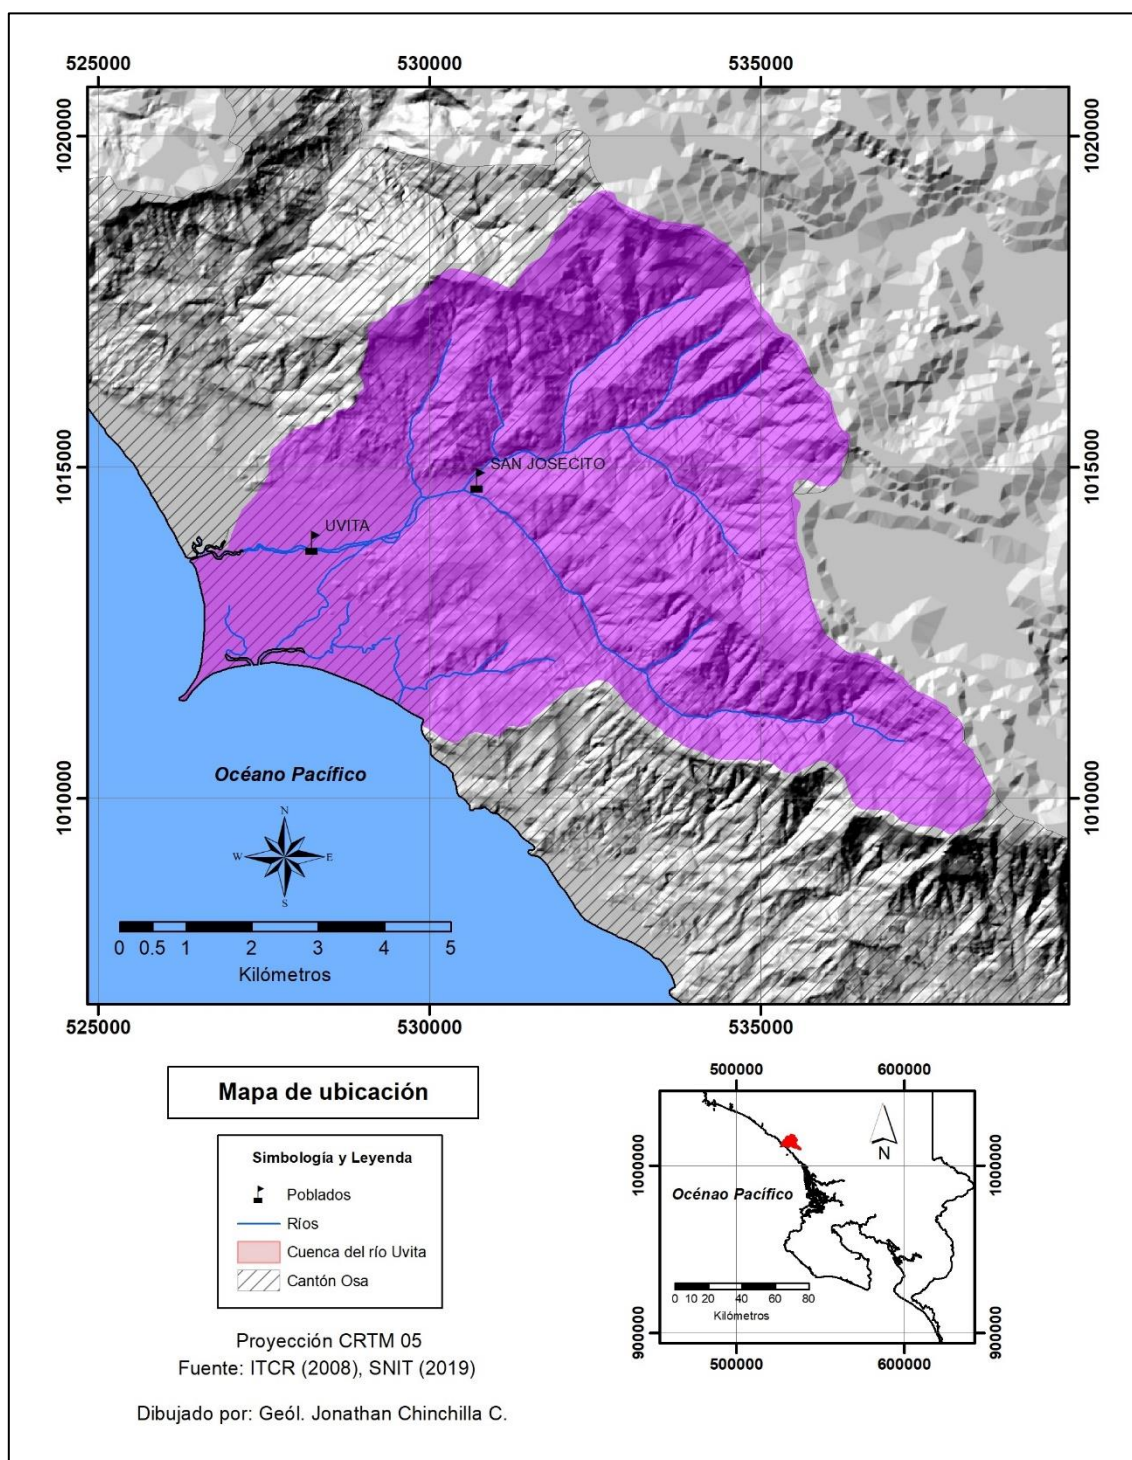 525000 530000 535000
1020000 1020000
1015000 1015000
1010000 1010000
SAN JOSECITO
UVITA
Océano Pacífico
N
W E
S
0 0.5 1 2 3 4 5
Kilómetros
525000 530000 535000
Mapa de ubicación
Simbología y Leyenda
Poblados
Ríos
Cuenca del río Uvita
Cantón Osa
Proyección CRTM 05
Fuente: ITCR (2008), SNIT (2019)
Dibujado por: Geól. Jonathan Chinchilla C.
500000 600000
N
1000000 1000000
Océnao Pacífico
0 10 20 40 60 80
Kilómetros
900000 900000
500000 600000